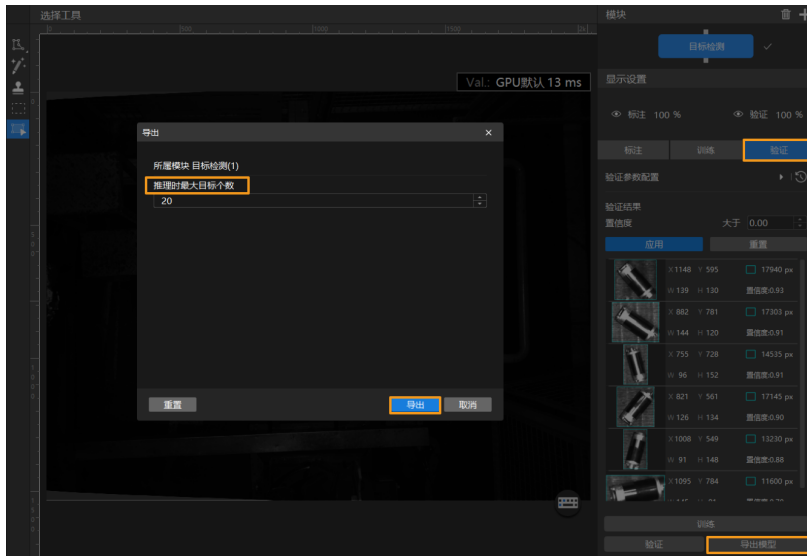 选择工具
0 500 1000 1500 2k
Val.: GPU默认 13 ms
导出
所属模块 目标检测(1)
推理时最大目标个数
20
重置 导出 取消
模块
目标检测
显示设置
标注 100 % 验证 100 %
标注 训练 验证
验证参数配置
验证结果
置信度 大于 0.00
应用 重置
X 1148 Y 595 17940 px
W 139 H 130 置信度:0.93
X 882 Y 781 17303 px
W 144 H 120 置信度:0.91
X 755 Y 728 14535 px
W 96 H 152 置信度:0.91
X 821 Y 561 17145 px
W 126 H 134 置信度:0.90
X 1008 Y 549 13230 px
W 91 H 148 置信度:0.88
X 1095 Y 784 11600 px
训练
验证 导出模型